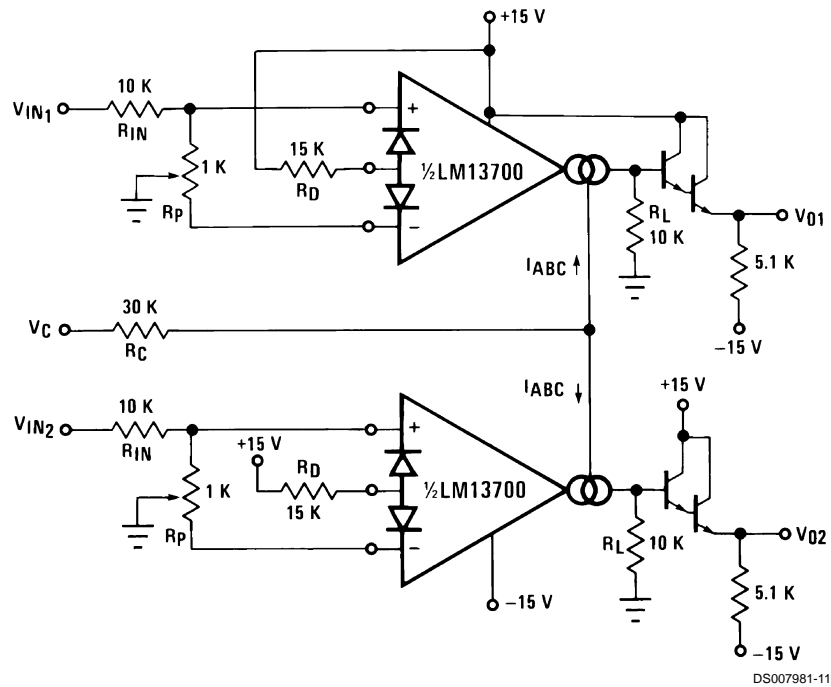 +15 V
10 K
VIN1
RIN
+
1 K
15 K
RD
½LM13700
RP
−
RL
10 K
VO1
5.1 K
IABC ↑
−15 V
30 K
VC
RC
IABC ↓
+15 V
10 K
VIN2
RIN
+
+15 V
RD
1 K
15 K
½LM13700
RP
−
RL
10 K
VO2
−15 V
5.1 K
−15 V
DS007981-11